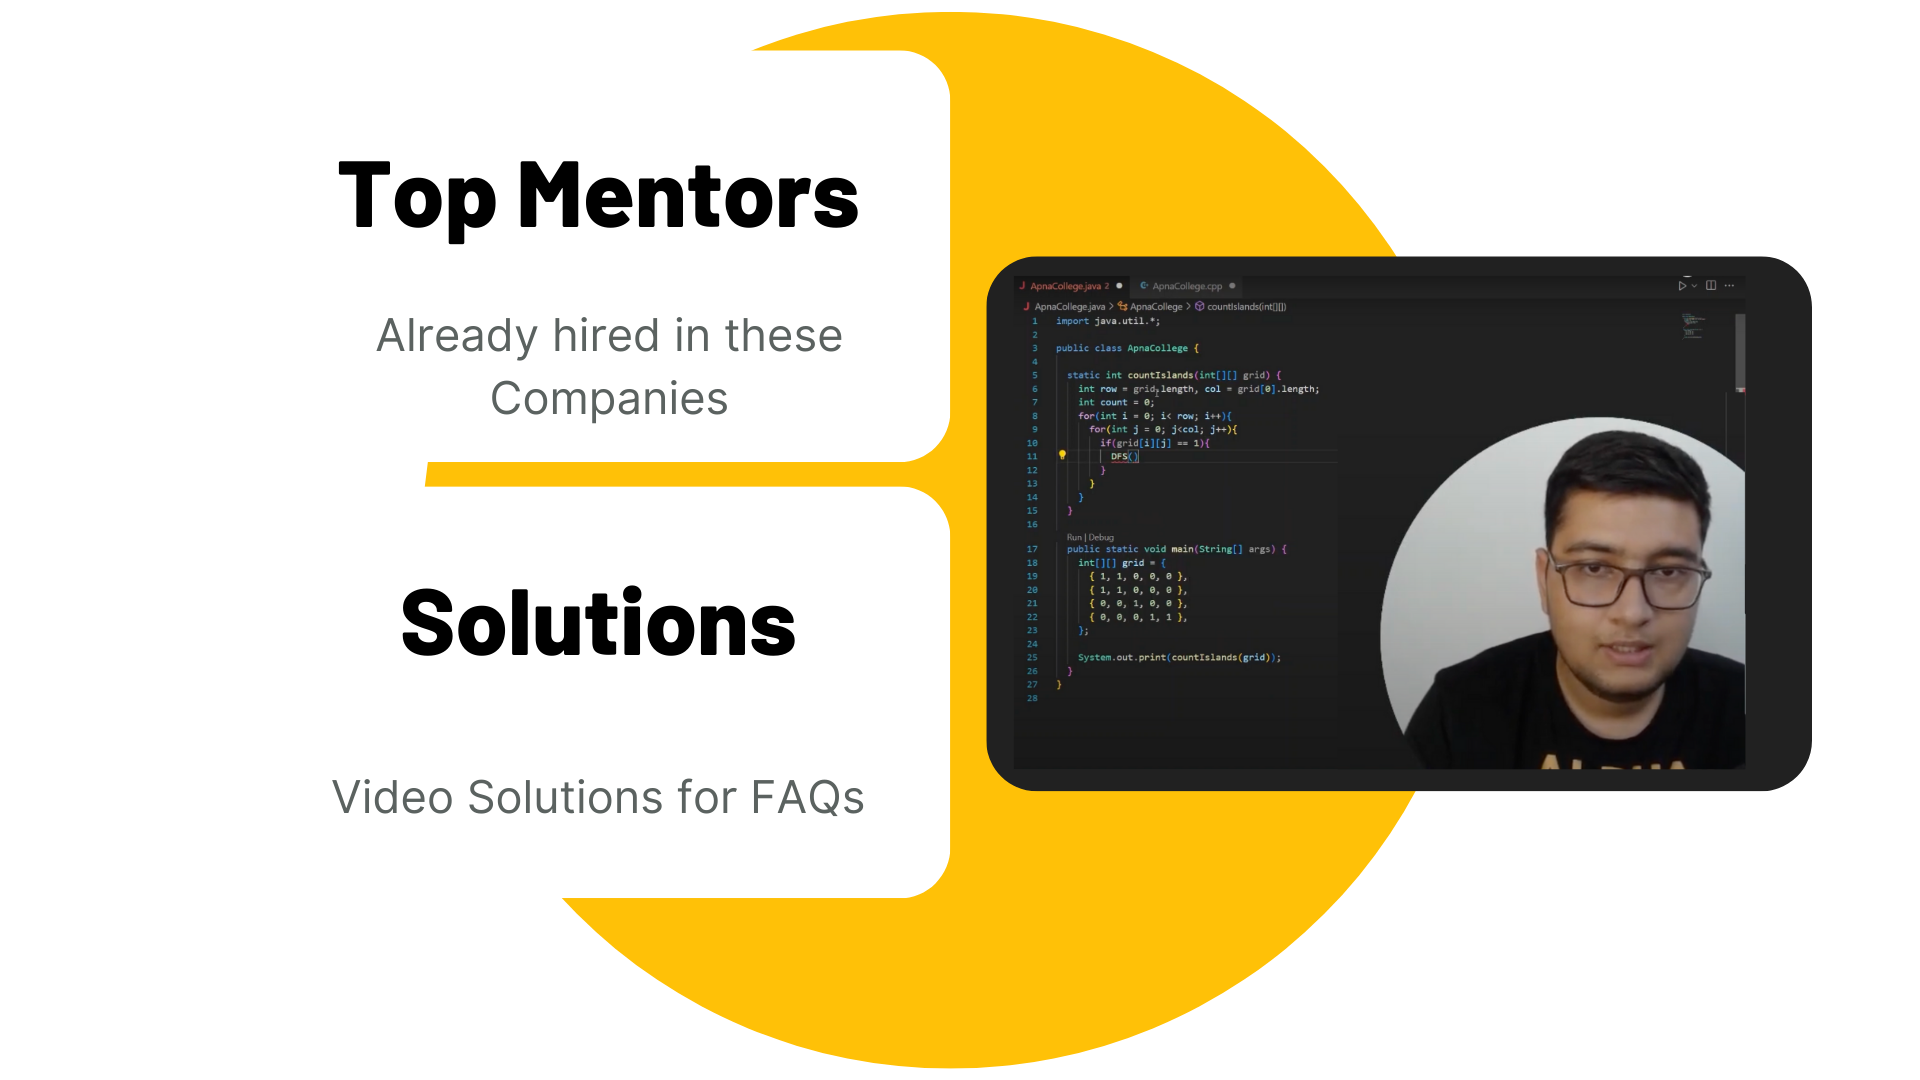 Top Mentors
Already hired in these
Companies
Solutions
Video Solutions for FAQs
ApnaCollege.java 2 ApnaCollege.cpp
ApnaCollege.java > ApnaCollege > countIslands(int[][])
1 import java.util.*;
2
3 public class ApnaCollege {
4
5 static int countIslands(int[][] grid) {
6 int row = grid.length, col = grid[0].length;
7 int count = 0;
8 for(int i = 0; i< row; i++){
9 for(int j = 0; j<col; j++){
10 if(grid[i][j] == 1){
11 DFS()
12 }
13 }
14 }
15 }
16
Run | Debug
17 public static void main(String[] args) {
18 int[][] grid = {
19 { 1, 1, 0, 0, 0 },
20 { 1, 1, 0, 0, 0 },
21 { 0, 0, 1, 0, 0 },
22 { 0, 0, 0, 1, 1 },
23 };
24
25 System.out.print(countIslands(grid));
26 }
27 }
28